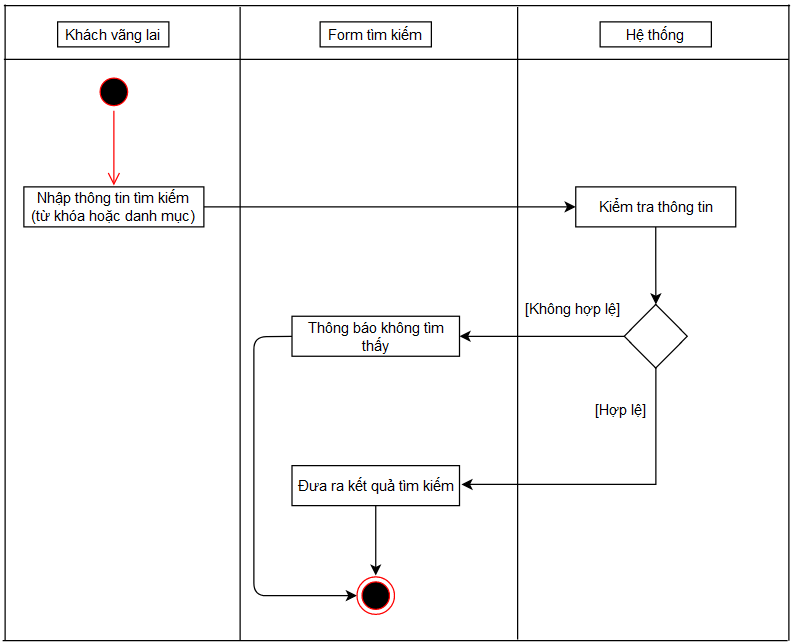 Khách vãng lai
Form tìm kiếm
Hệ thống
Nhập thông tin tìm kiếm
(từ khóa hoặc danh mục)
Kiểm tra thông tin
[Không hợp lệ]
Thông báo không tìm
thấy
[Hợp lệ]
Đưa ra kết quả tìm kiếm